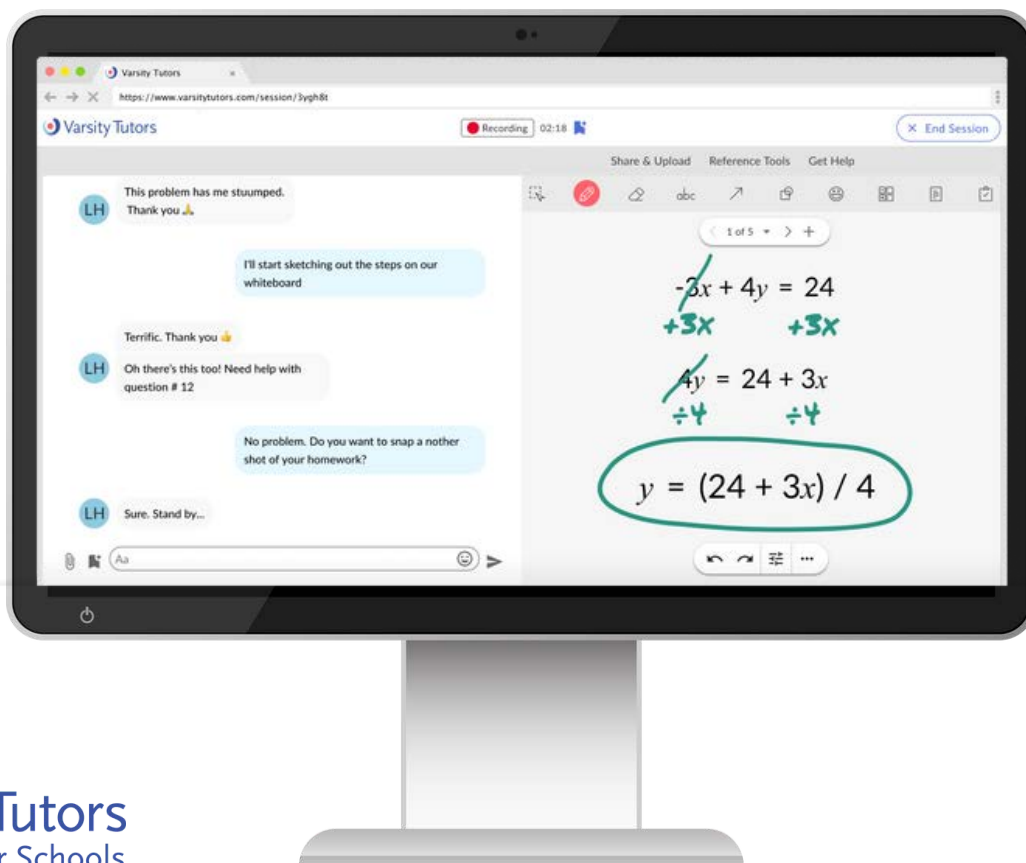 Varsity Tutors
https://www.varsitytutors.com/session/3ygh8t
Varsity Tutors
Recording 02:18
× End Session
Share & Upload Reference Tools Get Help
This problem has me stuumped.
Thank you 🙏
LH
I'll start sketching out the steps on our
whiteboard
Terrific. Thank you 👍
LH
Oh there's this too! Need help with
question # 12
No problem. Do you want to snap a nother
shot of your homework?
LH
Sure. Stand by...
Aa
abc
1 of 5
-3x + 4y = 24
+3x +3x
4y = 24 + 3x
÷4 ÷4
y = (24 + 3x) / 4
Tutors
r Schools